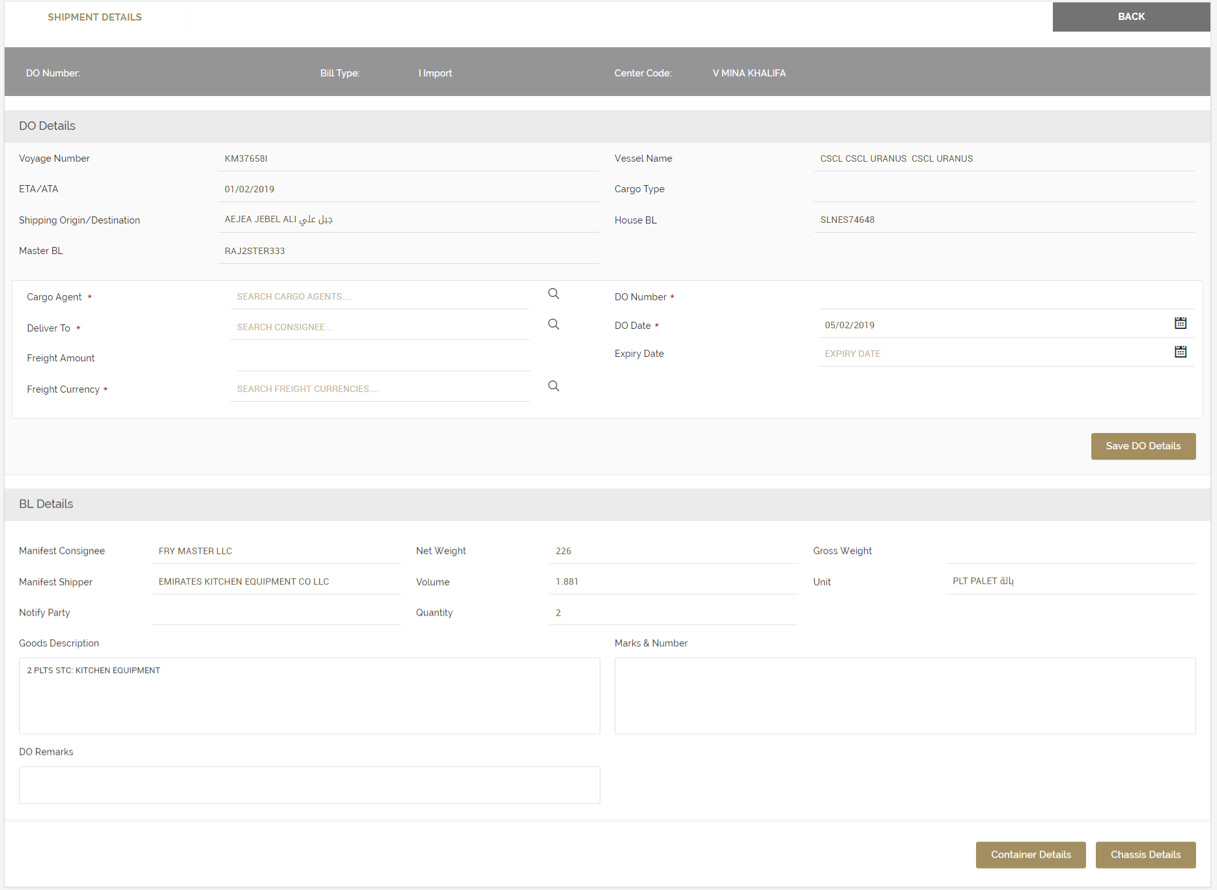 SHIPMENT DETAILS
BACK
DO Number: Bill Type: I Import Center Code: V MINA KHALIFA
DO Details
Voyage Number KM37658I Vessel Name CSCL CSCL URANUS CSCL URANUS
ETA/ATA 01/02/2019 Cargo Type
Shipping Origin/Destination AEJEA JEBEL ALI جبل علي House BL SLNES74648
Master BL RAJ2STER333
Cargo Agent * SEARCH CARGO AGENTS.... DO Number *
Deliver To * SEARCH CONSIGNEE... DO Date * 05/02/2019
Freight Amount Expiry Date EXPIRY DATE
Freight Currency * SEARCH FREIGHT CURRENCIES....
Save DO Details
BL Details
Manifest Consignee FRY MASTER LLC Net Weight 226 Gross Weight
Manifest Shipper EMIRATES KITCHEN EQUIPMENT CO LLC Volume 1.881 Unit PLT PALET بالة
Notify Party Quantity 2
Goods Description Marks & Number
2 PLTS STC: KITCHEN EQUIPMENT
DO Remarks
Container Details Chassis Details